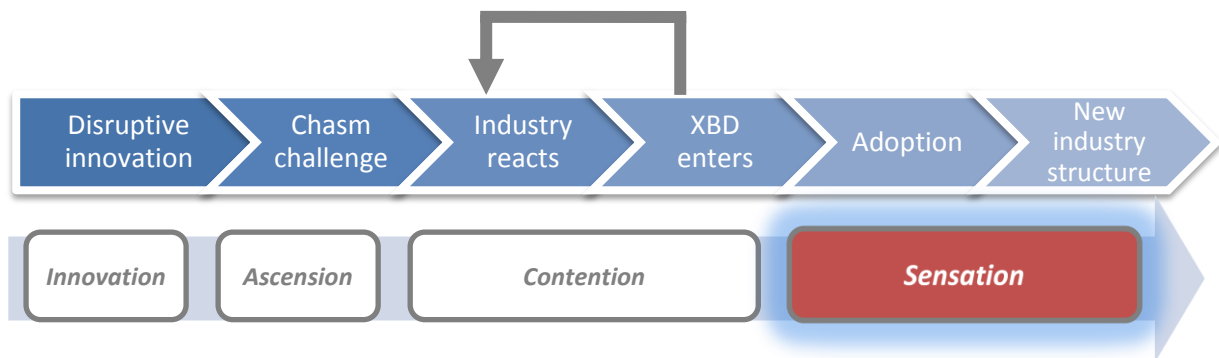 Disruptive
innovation
Chasm
challenge
Industry
reacts
XBD
enters
Adoption
New
industry
structure
Innovation
Ascension
Contention
Sensation